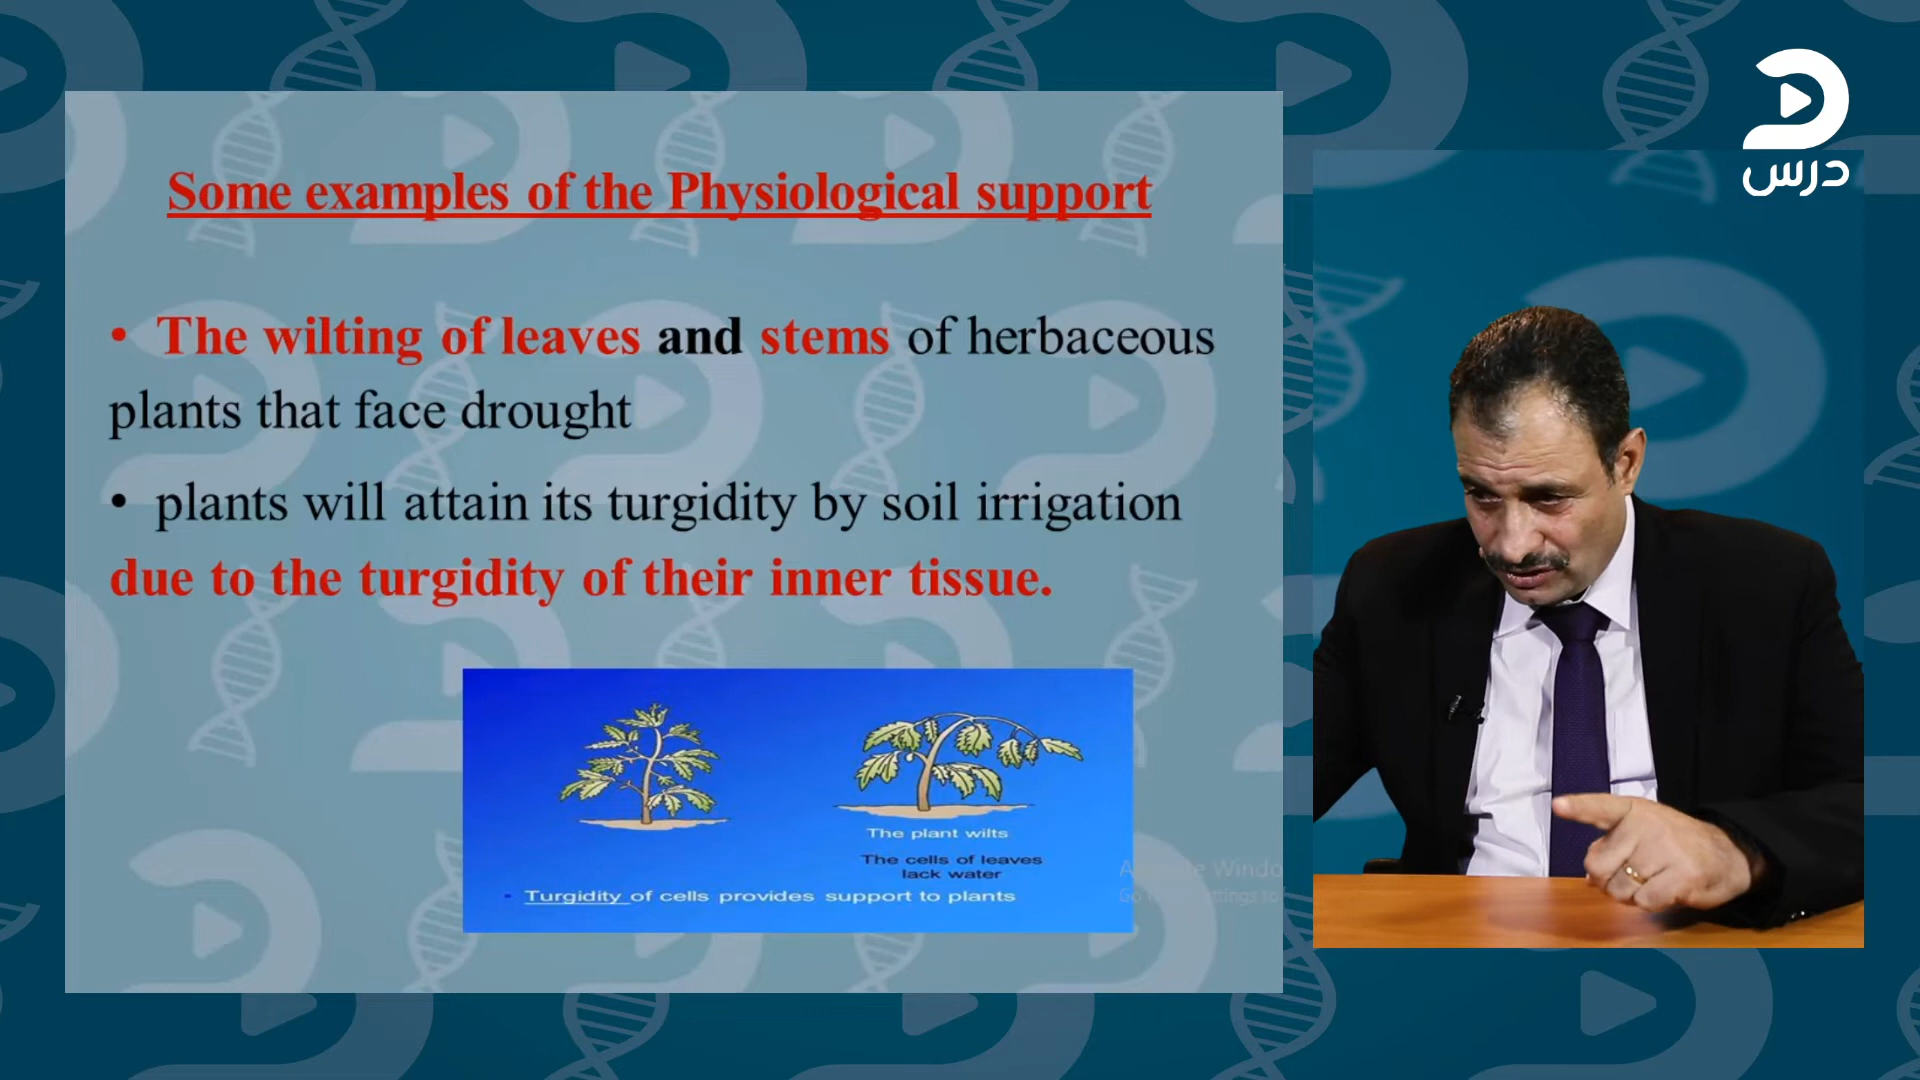 درس
Some examples of the Physiological support
• The wilting of leaves and stems of herbaceous
plants that face drought
• plants will attain its turgidity by soil irrigation
due to the turgidity of their inner tissue.
The plant wilts
The cells of leaves
lack water
• Turgidity of cells provides support to plants